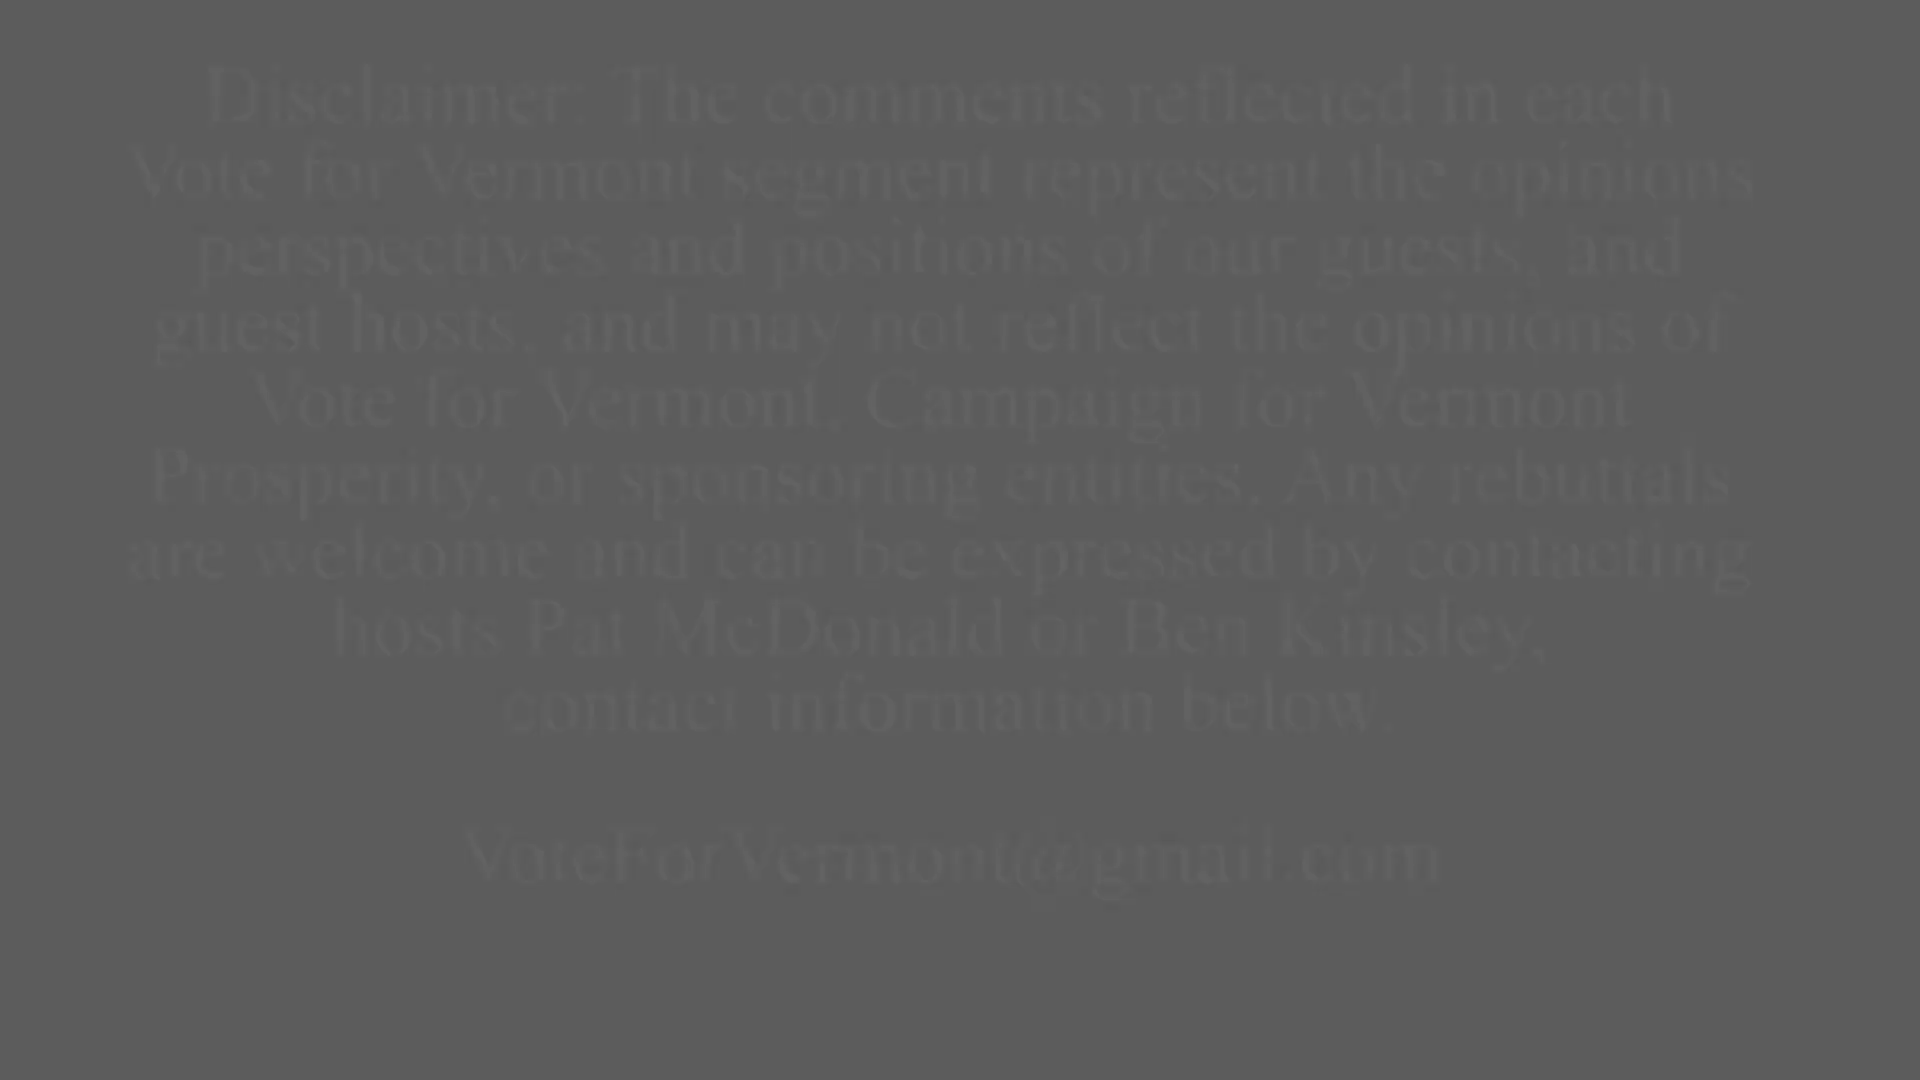 Disclaimer: The comments reflected in each
Vote for Vermont segment represent the opinions
perspectives and positions of our guests, and
guest hosts, and may not reflect the opinions of
Vote for Vermont, Campaign for Vermont
Prosperity, or sponsoring entities. Any rebuttals
are welcome and can be expressed by contacting
hosts Pat McDonald or Ben Kinsley,
contact information below.
VoteForVermont@gmail.com